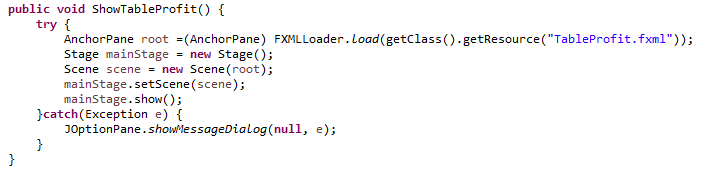 public void ShowTableProfit() {
try {
AnchorPane root =(AnchorPane) FXMLLoader.load(getClass().getResource("TableProfit.fxml"));
Stage mainStage = new Stage();
Scene scene = new Scene(root);
mainStage.setScene(scene);
mainStage.show();
}catch(Exception e) {
JOptionPane.showMessageDialog(null, e);
}
}